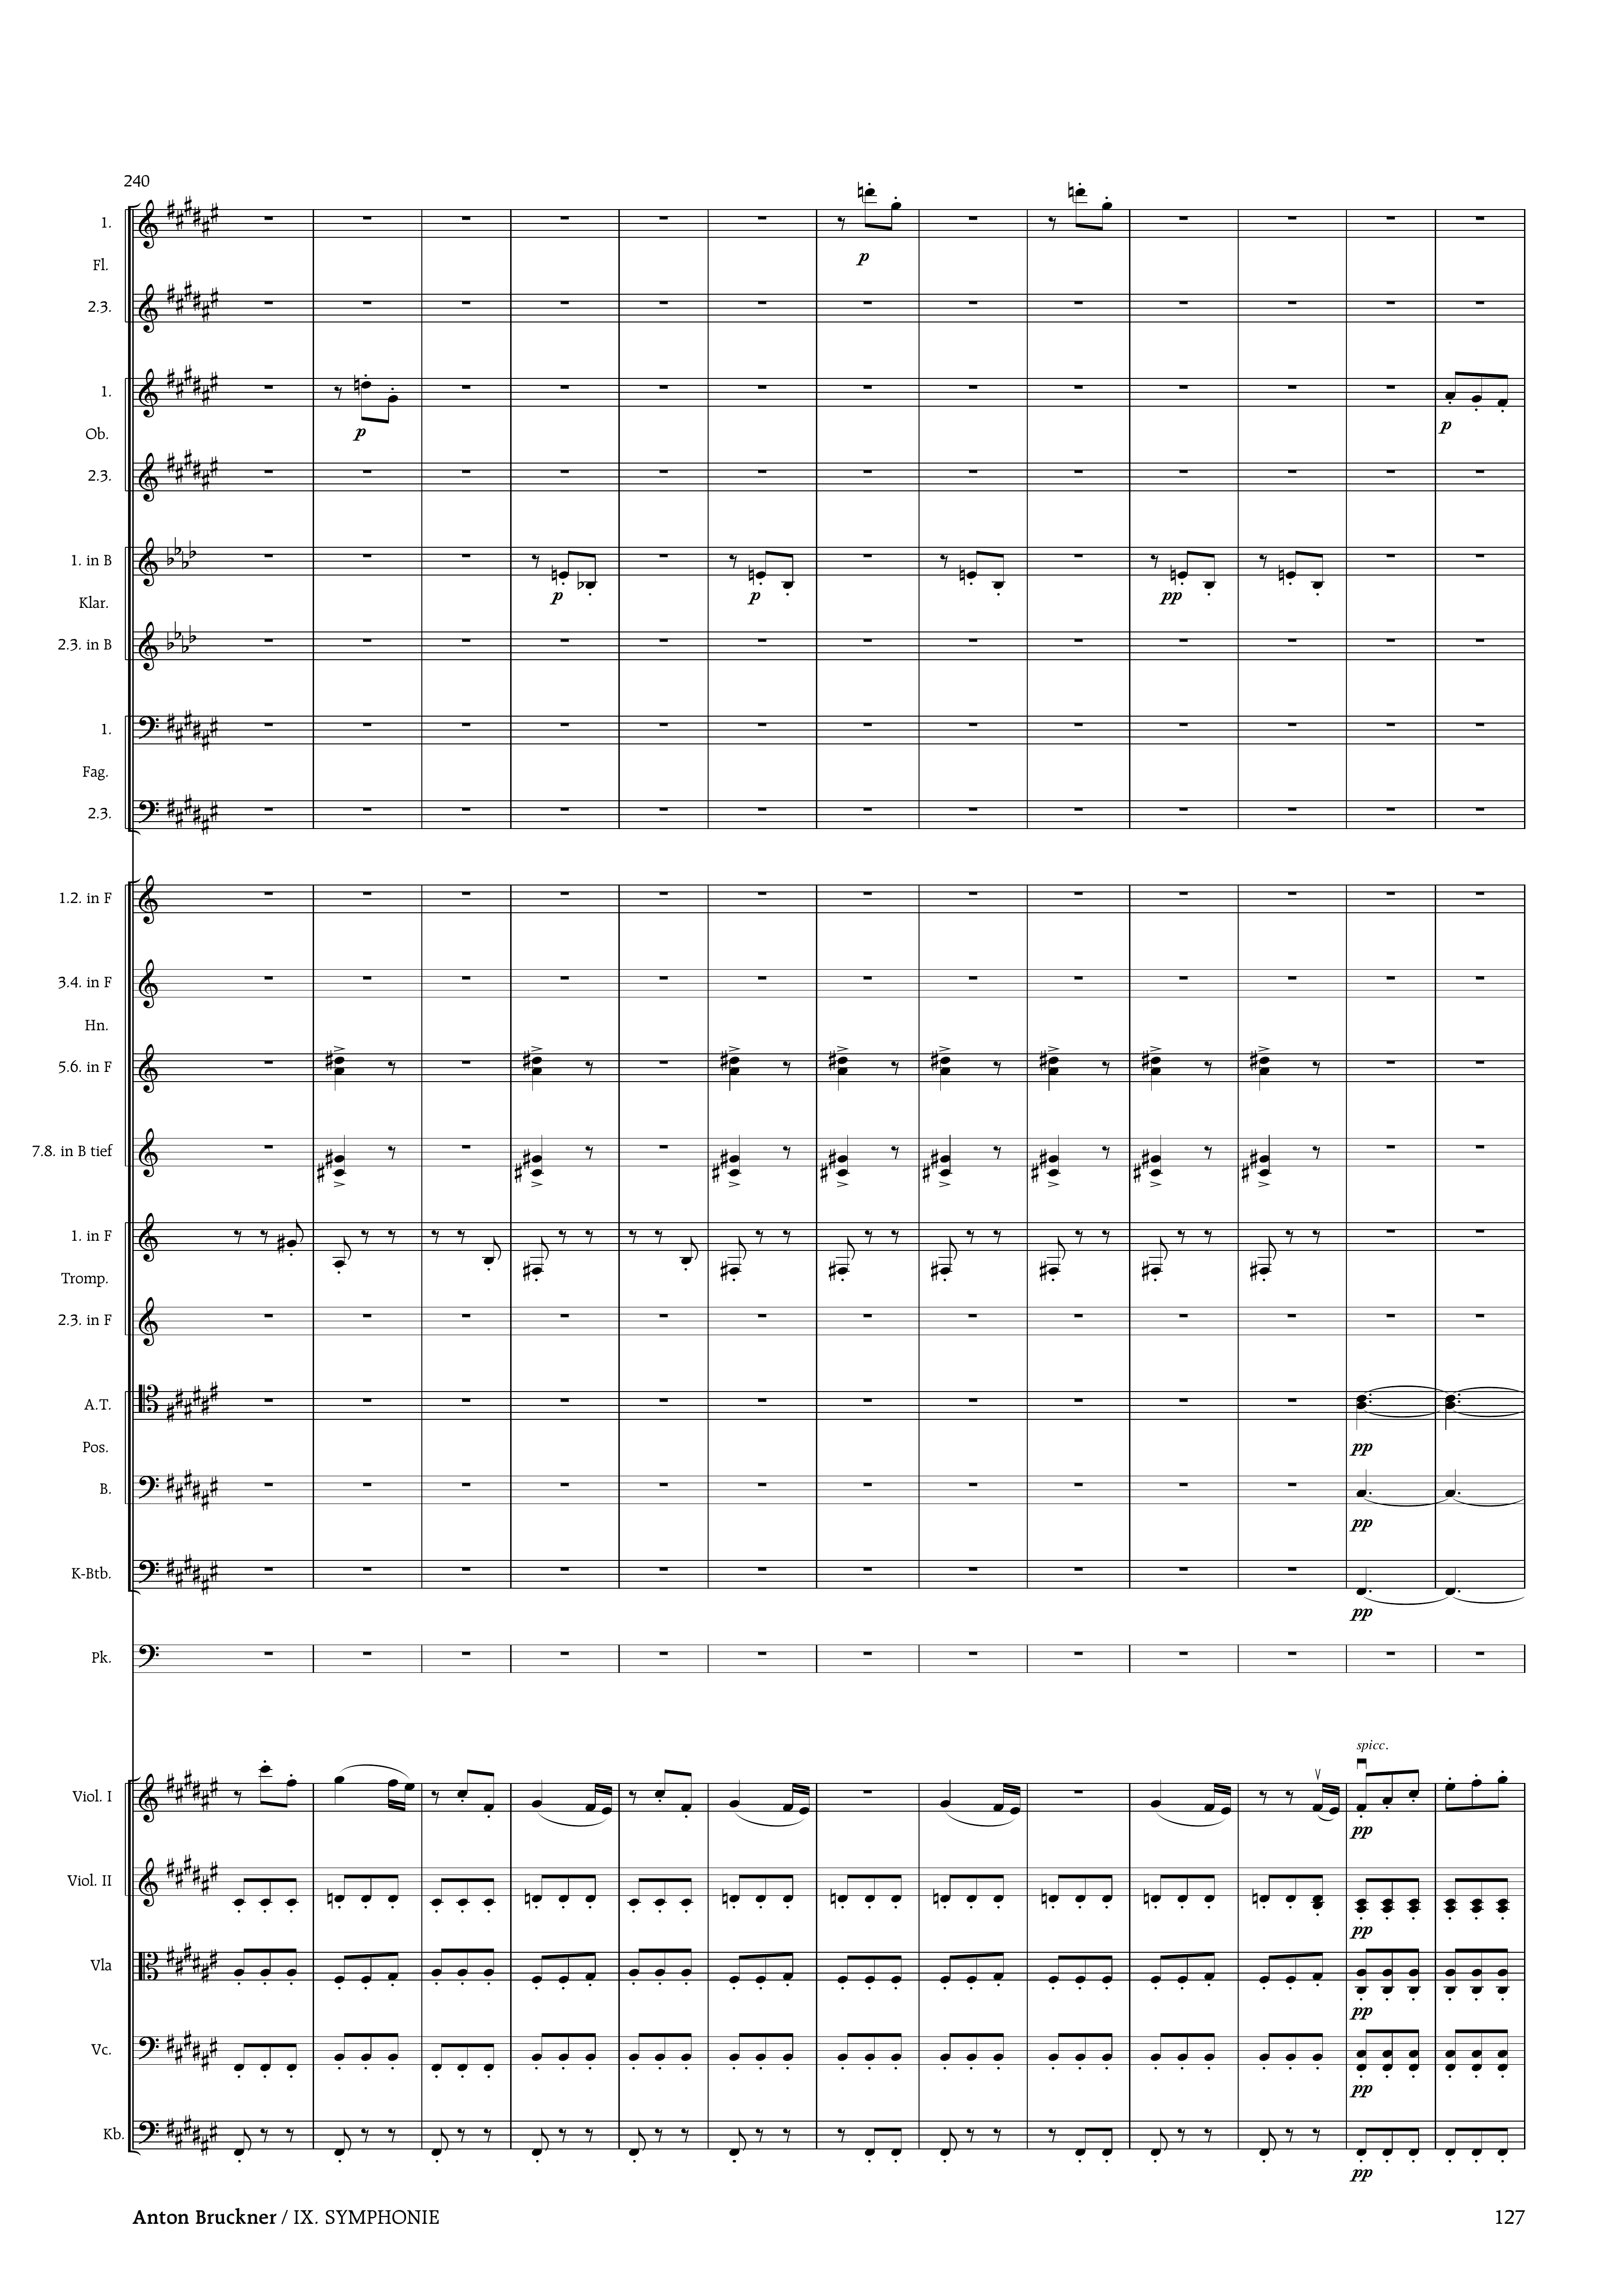 240
1.
p
Fl.
2.3.
1.
p
p
Ob.
2.3.
1. in B
p
p
pp
Klar.
2.3. in B
1.
Fag.
2.3.
1.2. in F
3.4. in F
Hn.
5.6. in F
7.8. in B tief
1. in F
Tromp.
2.3. in F
A.T.
pp
Pos.
B.
pp
K-Btb.
pp
Pk.
spicc.
Viol. I
pp
Viol. II
pp
Vla
pp
Vc.
pp
Kb.
pp
Anton Bruckner / IX. SYMPHONIE
127